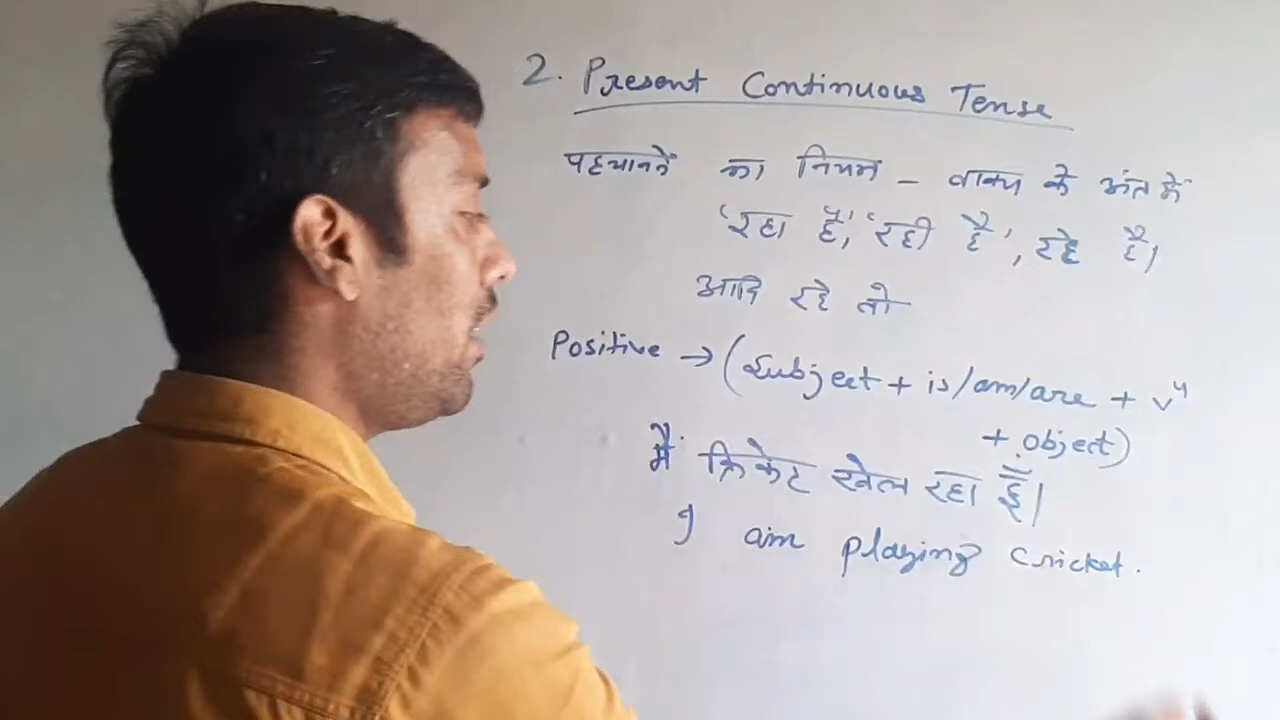 2. Present Continuous Tense
पहचाननें का नियम - वाक्य के अंत में
'रहा है', 'रही है', रहे है।
आदि रहे तो
Positive → (Subject + is/am/are + v⁴
+ object)
मैं क्रिकेट खेल रहा हूँ।
I am playing cricket.